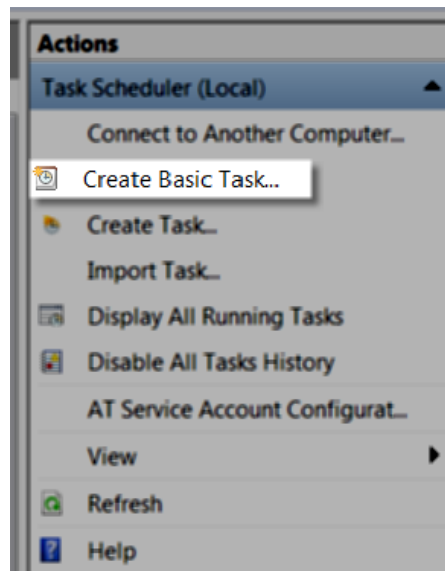 Actions
Task Scheduler (Local)
Connect to Another Computer...
Create Basic Task...
Create Task...
Import Task...
Display All Running Tasks
Disable All Tasks History
AT Service Account Configurat...
View
Refresh
Help